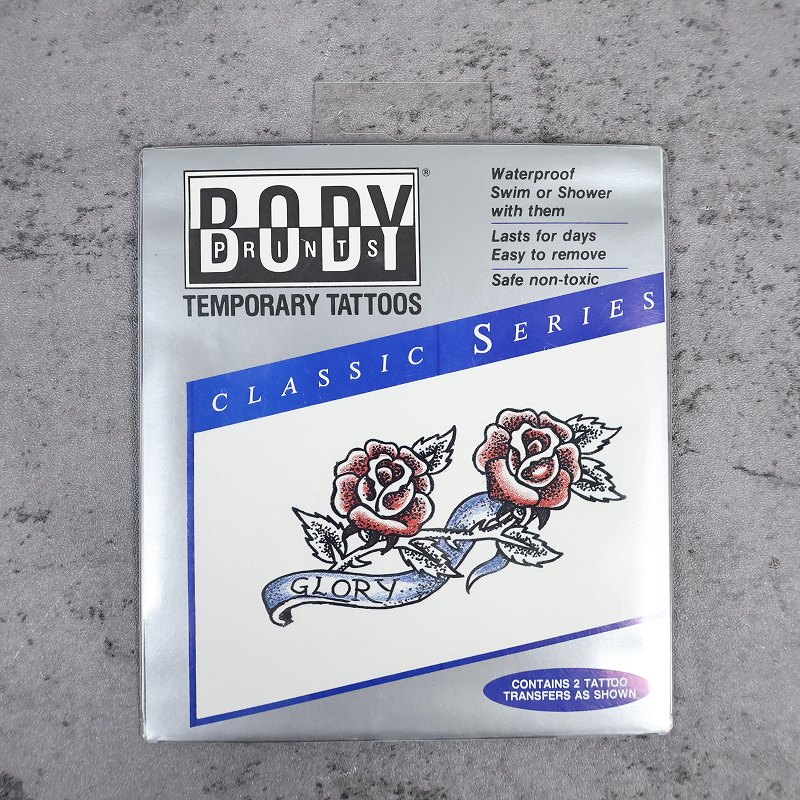 BODY
PRINTS
®
TEMPORARY TATTOOS
Waterproof
Swim or Shower
with them
Lasts for days
Easy to remove
Safe non-toxic
CLASSIC SERIES
GLORY
CONTAINS 2 TATTOO
TRANSFERS AS SHOWN